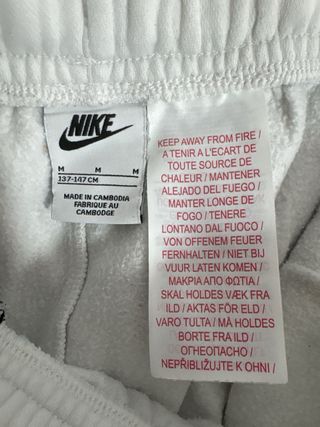 NIKE
M M M
137-147 CM
MADE IN CAMBODIA
FABRIQUE AU
CAMBODGE
KEEP AWAY FROM FIRE /
A TENIR A L'ECART DE
TOUTE SOURCE DE
CHALEUR / MANTENER
ALEJADO DEL FUEGO /
MANTER LONGE DE
FOGO / TENERE
LONTANO DAL FUOCO /
VON OFFENEM FEUER
FERNHALTEN / NIET BIJ
VUUR LATEN KOMEN /
ΜΑΚΡΙΑ ΑΠΟ ΦΩΤΙΑ /
SKAL HOLDES VÆK FRA
ILD / AKTAS FÖR ELD /
VARO TULTA / MÅ HOLDES
BORTE FRA ILD /
ОГНЕОПАСНО /
NEPŘIBLIŽUJTE K OHNI /